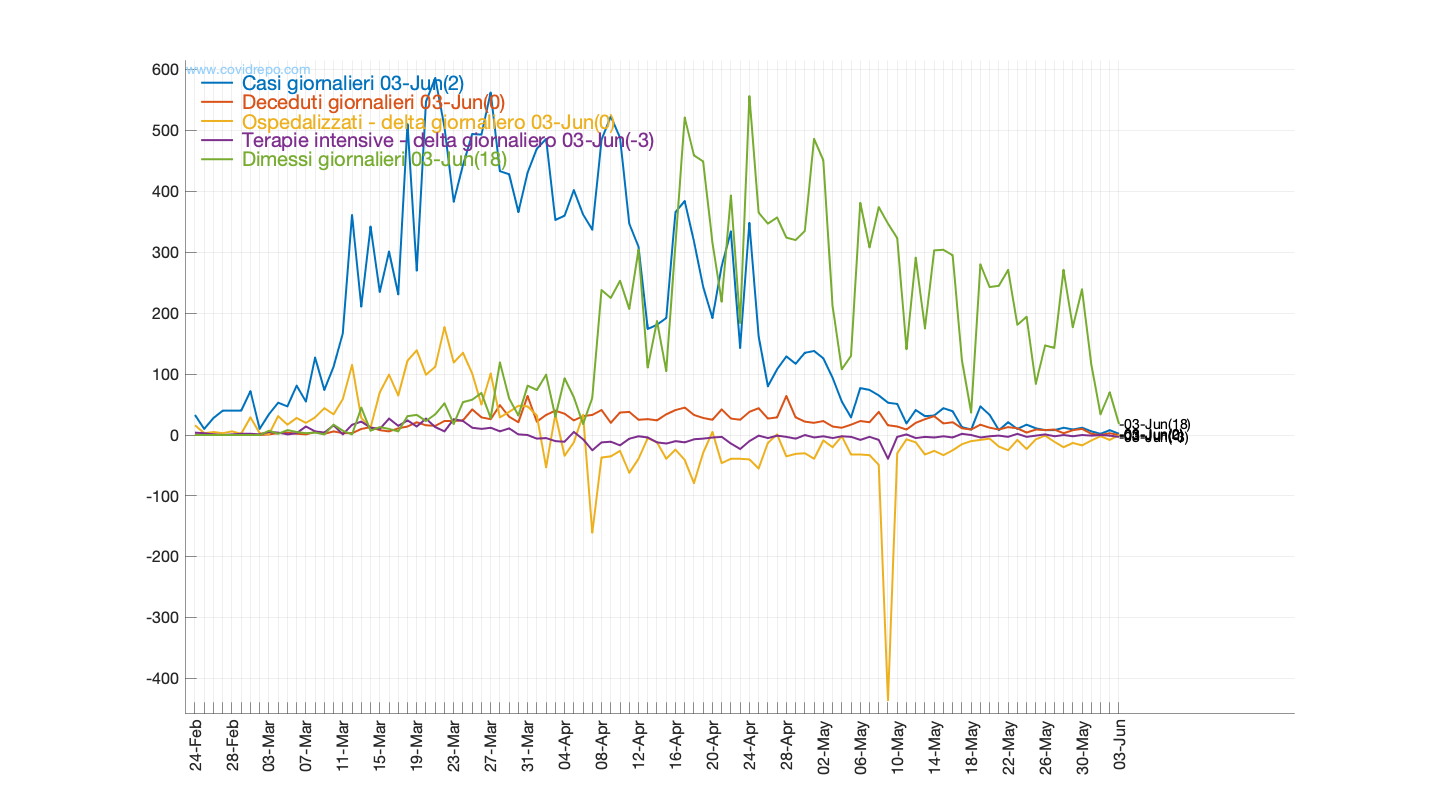 www.covidrepo.com
Casi giornalieri 03-Jun(2)
Deceduti giornalieri 03-Jun(0)
Ospedalizzati - delta giornaliero 03-Jun(0)
Terapie intensive - delta giornaliero 03-Jun(-3)
Dimessi giornalieri 03-Jun(18)
600
500
400
300
200
100
0
-100
-200
-300
-400
-03-Jun(18)
24-Feb
28-Feb
03-Mar
07-Mar
11-Mar
15-Mar
19-Mar
23-Mar
27-Mar
31-Mar
04-Apr
08-Apr
12-Apr
16-Apr
20-Apr
24-Apr
28-Apr
02-May
06-May
10-May
14-May
18-May
22-May
26-May
30-May
03-Jun